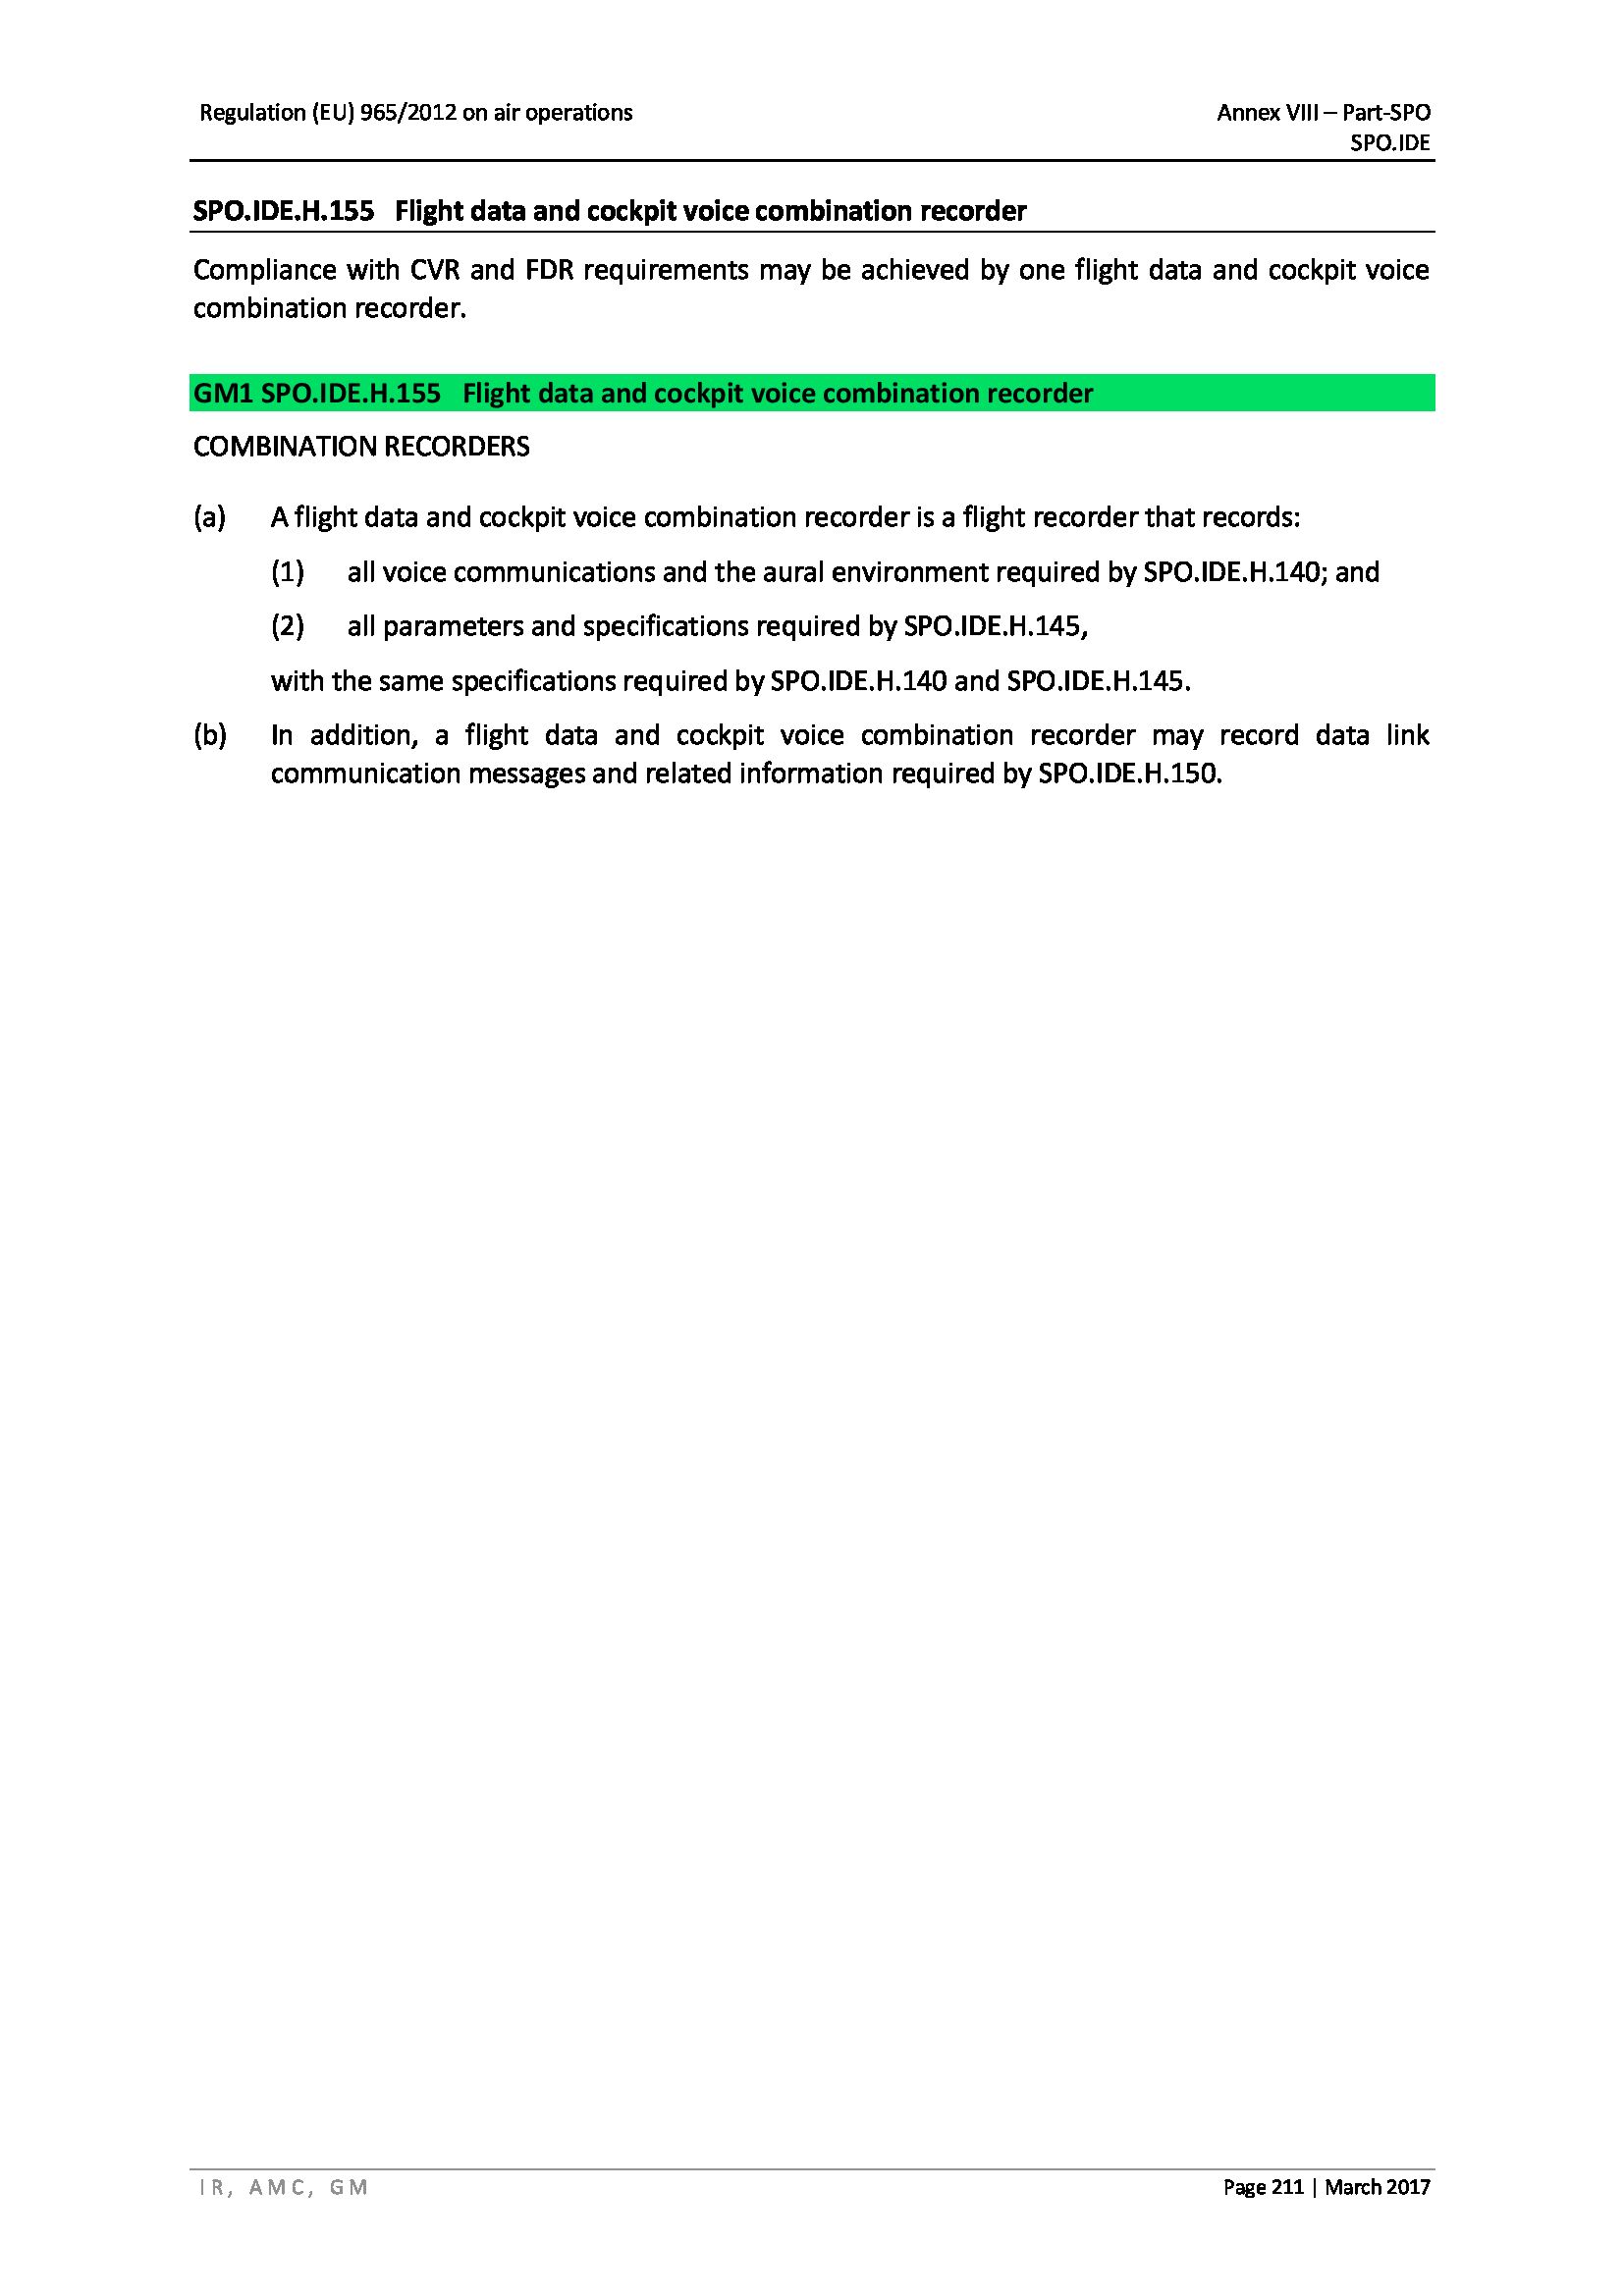 Regulation (EU) 965/2012 on air operations
Annex VIII – Part-SPO
SPO.IDE
SPO.IDE.H.155 Flight data and cockpit voice combination recorder
Compliance with CVR and FDR requirements may be achieved by one flight data and cockpit voice
combination recorder.
GM1 SPO.IDE.H.155 Flight data and cockpit voice combination recorder
COMBINATION RECORDERS
(a) A flight data and cockpit voice combination recorder is a flight recorder that records:
(1) all voice communications and the aural environment required by SPO.IDE.H.140; and
(2) all parameters and specifications required by SPO.IDE.H.145,
with the same specifications required by SPO.IDE.H.140 and SPO.IDE.H.145.
(b) In addition, a flight data and cockpit voice combination recorder may record data link
communication messages and related information required by SPO.IDE.H.150.
IR, AMC, GM
Page 211 | March 2017